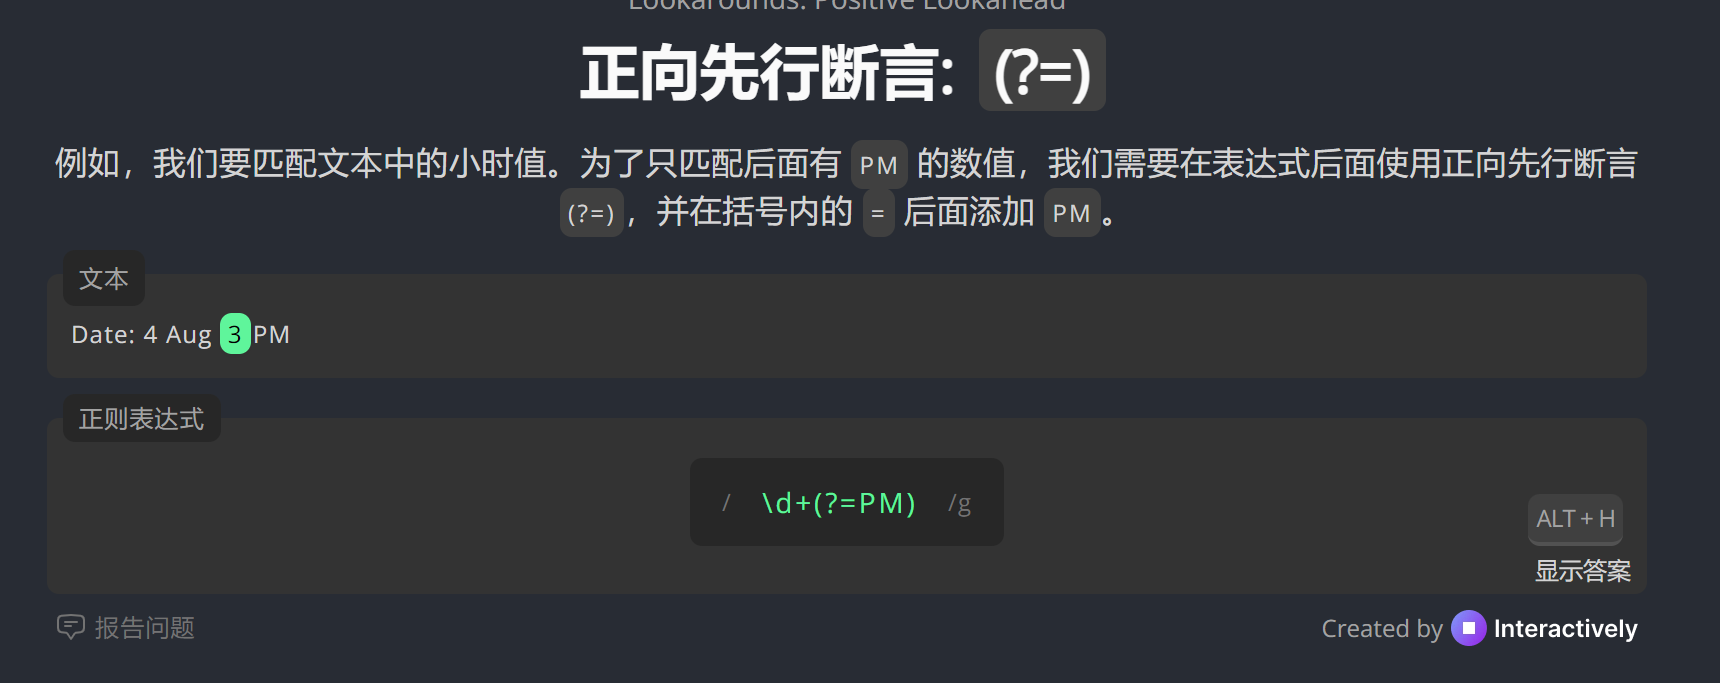 Lookarounds: Positive Lookahead
正向先行断言: (?=)
例如，我们要匹配文本中的小时值。为了只匹配后面有 PM 的数值，我们需要在表达式后面使用正向先行断言
(?=)，并在括号内的 = 后面添加 PM。
文本
Date: 4 Aug 3PM
正则表达式
/ \d+(?=PM) /g
ALT + H
显示答案
报告问题
Created by Interactively